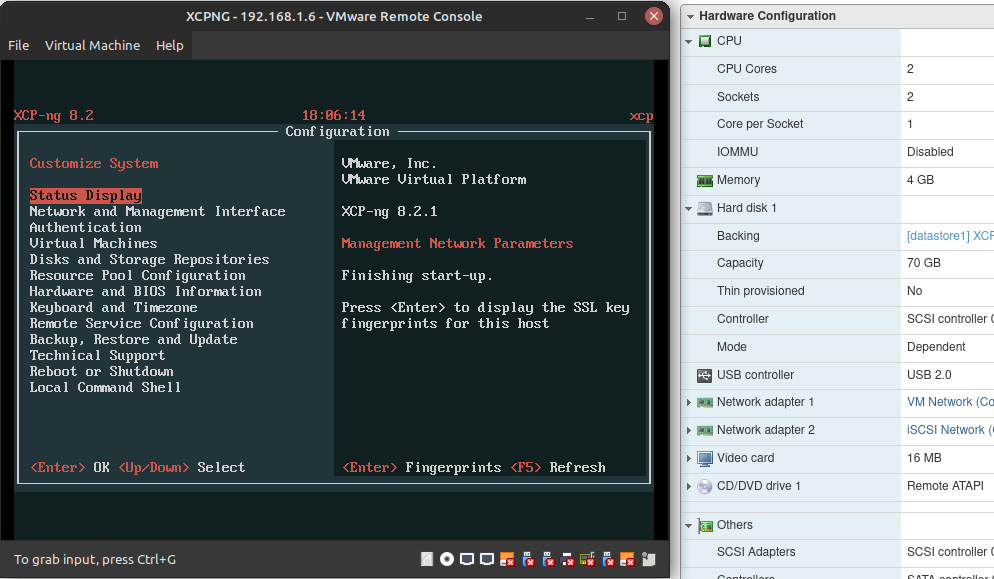 XCPNG - 192.168.1.6 - VMware Remote Console
File Virtual Machine Help
XCP-ng 8.2 18:06:14 xcp
Configuration
Customize System
Status Display
Network and Management Interface
Authentication
Virtual Machines
Disks and Storage Repositories
Resource Pool Configuration
Hardware and BIOS Information
Keyboard and Timezone
Remote Service Configuration
Backup, Restore and Update
Technical Support
Reboot or Shutdown
Local Command Shell
<Enter> OK <Up/Down> Select
VMware, Inc.
VMware Virtual Platform
XCP-ng 8.2.1
Management Network Parameters
Finishing start-up.
Press <Enter> to display the SSL key
fingerprints for this host
<Enter> Fingerprints <F5> Refresh
To grab input, press Ctrl+G
Hardware Configuration
CPU
CPU Cores 2
Sockets 2
Core per Socket 1
IOMMU Disabled
Memory 4 GB
Hard disk 1
Backing [datastore1] XCP
Capacity 70 GB
Thin provisioned No
Controller SCSI controller 0
Mode Dependent
USB controller USB 2.0
Network adapter 1 VM Network (Co
Network adapter 2 iSCSI Network (
Video card 16 MB
CD/DVD drive 1 Remote ATAPI
Others
SCSI Adapters SCSI controller 0
Controllers SATA controller